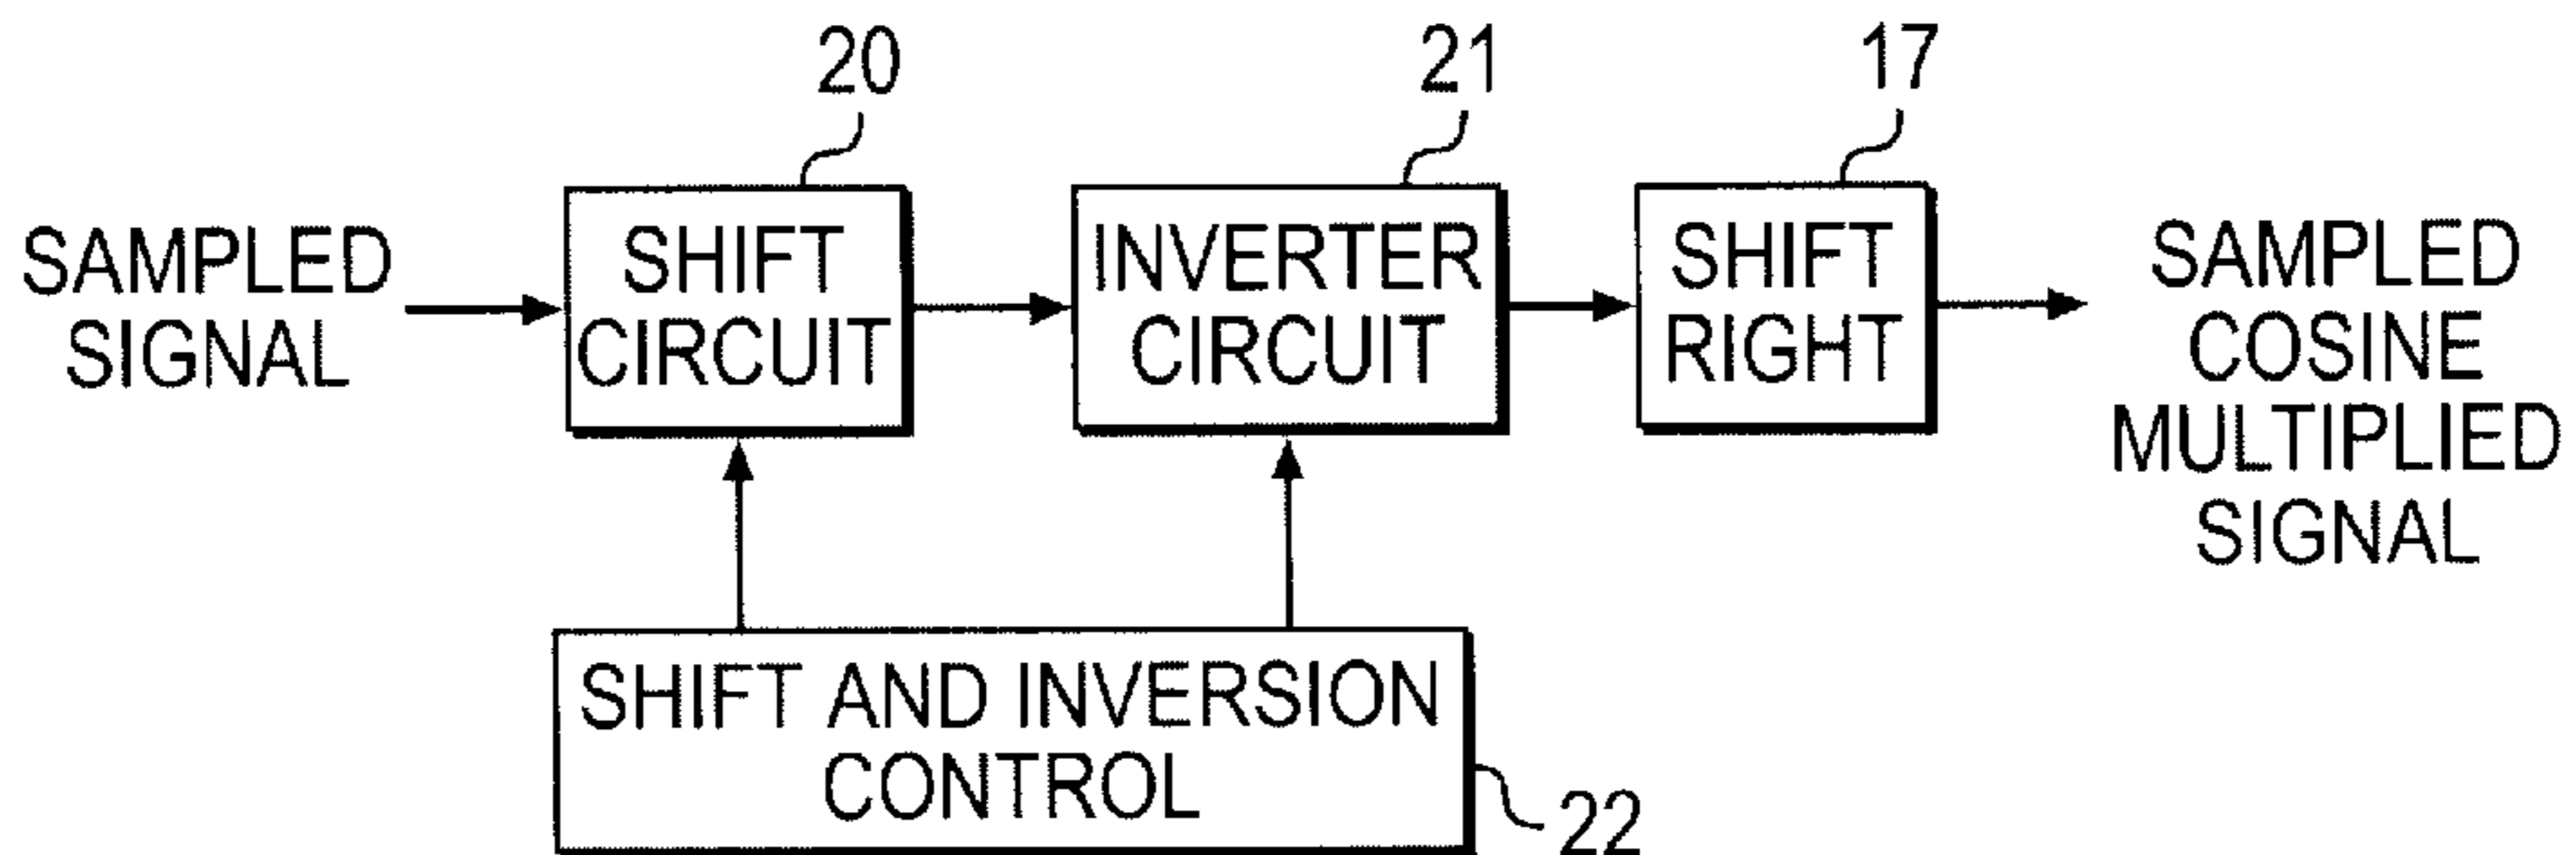 20
21
17
SAMPLED
SIGNAL
SHIFT
CIRCUIT
INVERTER
CIRCUIT
SHIFT
RIGHT
SAMPLED
COSINE
MULTIPLIED
SIGNAL
SHIFT AND INVERSION
CONTROL
22